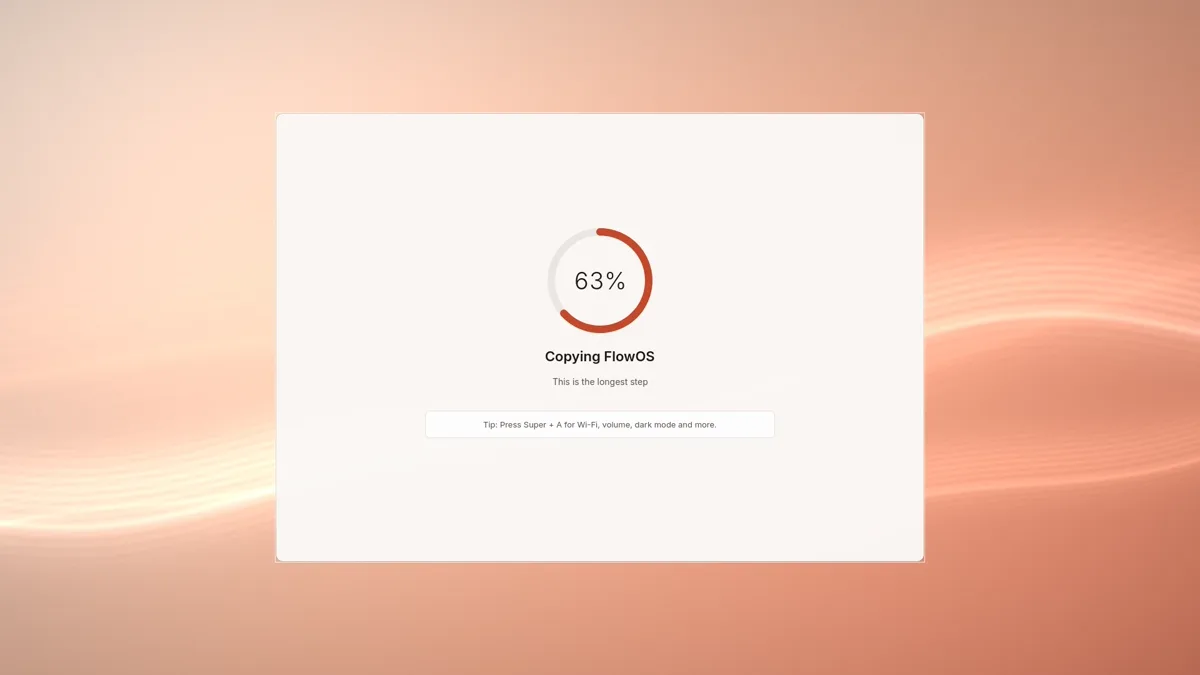 63%
Copying FlowOS
This is the longest step
Tip: Press Super + A for Wi-Fi, volume, dark mode and more.